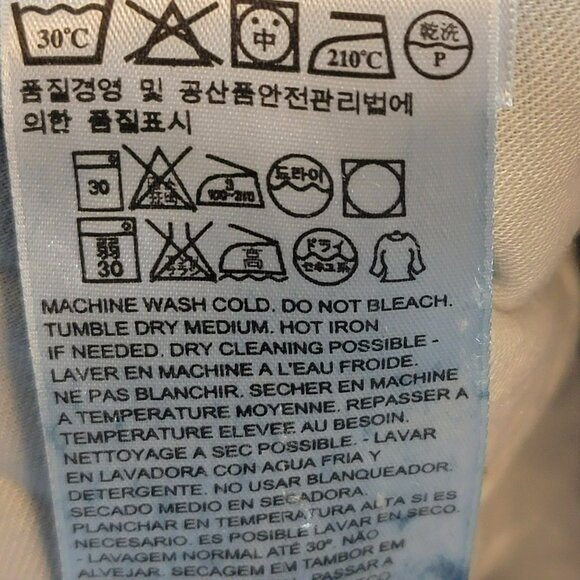 30°C 中 210°C 乾洗 P
품질경영 및 공산품안전관리법에
의한 품질표시
30 3 드라이
弱 30 高 ドライ
MACHINE WASH COLD. DO NOT BLEACH.
TUMBLE DRY MEDIUM. HOT IRON
IF NEEDED. DRY CLEANING POSSIBLE -
LAVER EN MACHINE A L'EAU FROIDE.
NE PAS BLANCHIR. SECHER EN MACHINE
A TEMPERATURE MOYENNE. REPASSER A
TEMPERATURE ELEVEE AU BESOIN.
NETTOYAGE A SEC POSSIBLE. - LAVAR
EN LAVADORA CON AGUA FRIA Y
DETERGENTE. NO USAR BLANQUEADOR.
SECADO MEDIO EN SECADORA.
PLANCHAR EN TEMPERATURA ALTA SI ES
NECESARIO. ES POSIBLE LAVAR EN SECO.
- LAVAGEM NORMAL ATÉ 30° NÃO
ALVEJAR. SECAGEM EM TAMBOR EM
PASSAR A